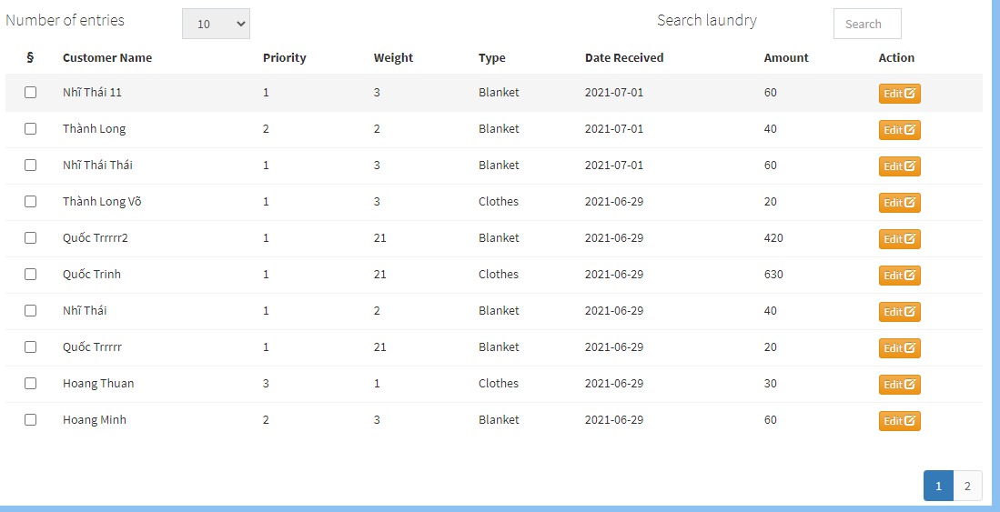 Number of entries 10 Search laundry Search
§ Customer Name Priority Weight Type Date Received Amount Action
Nhĩ Thái 11 1 3 Blanket 2021-07-01 60 Edit
Thành Long 2 2 Blanket 2021-07-01 40 Edit
Nhĩ Thái Thái 1 3 Blanket 2021-07-01 60 Edit
Thành Long Võ 1 3 Clothes 2021-06-29 20 Edit
Quốc Trrrrr2 1 21 Blanket 2021-06-29 420 Edit
Quốc Trinh 1 21 Clothes 2021-06-29 630 Edit
Nhĩ Thái 1 2 Blanket 2021-06-29 40 Edit
Quốc Trrrrr 1 21 Blanket 2021-06-29 20 Edit
Hoang Thuan 3 1 Clothes 2021-06-29 30 Edit
Hoang Minh 2 3 Blanket 2021-06-29 60 Edit
1 2